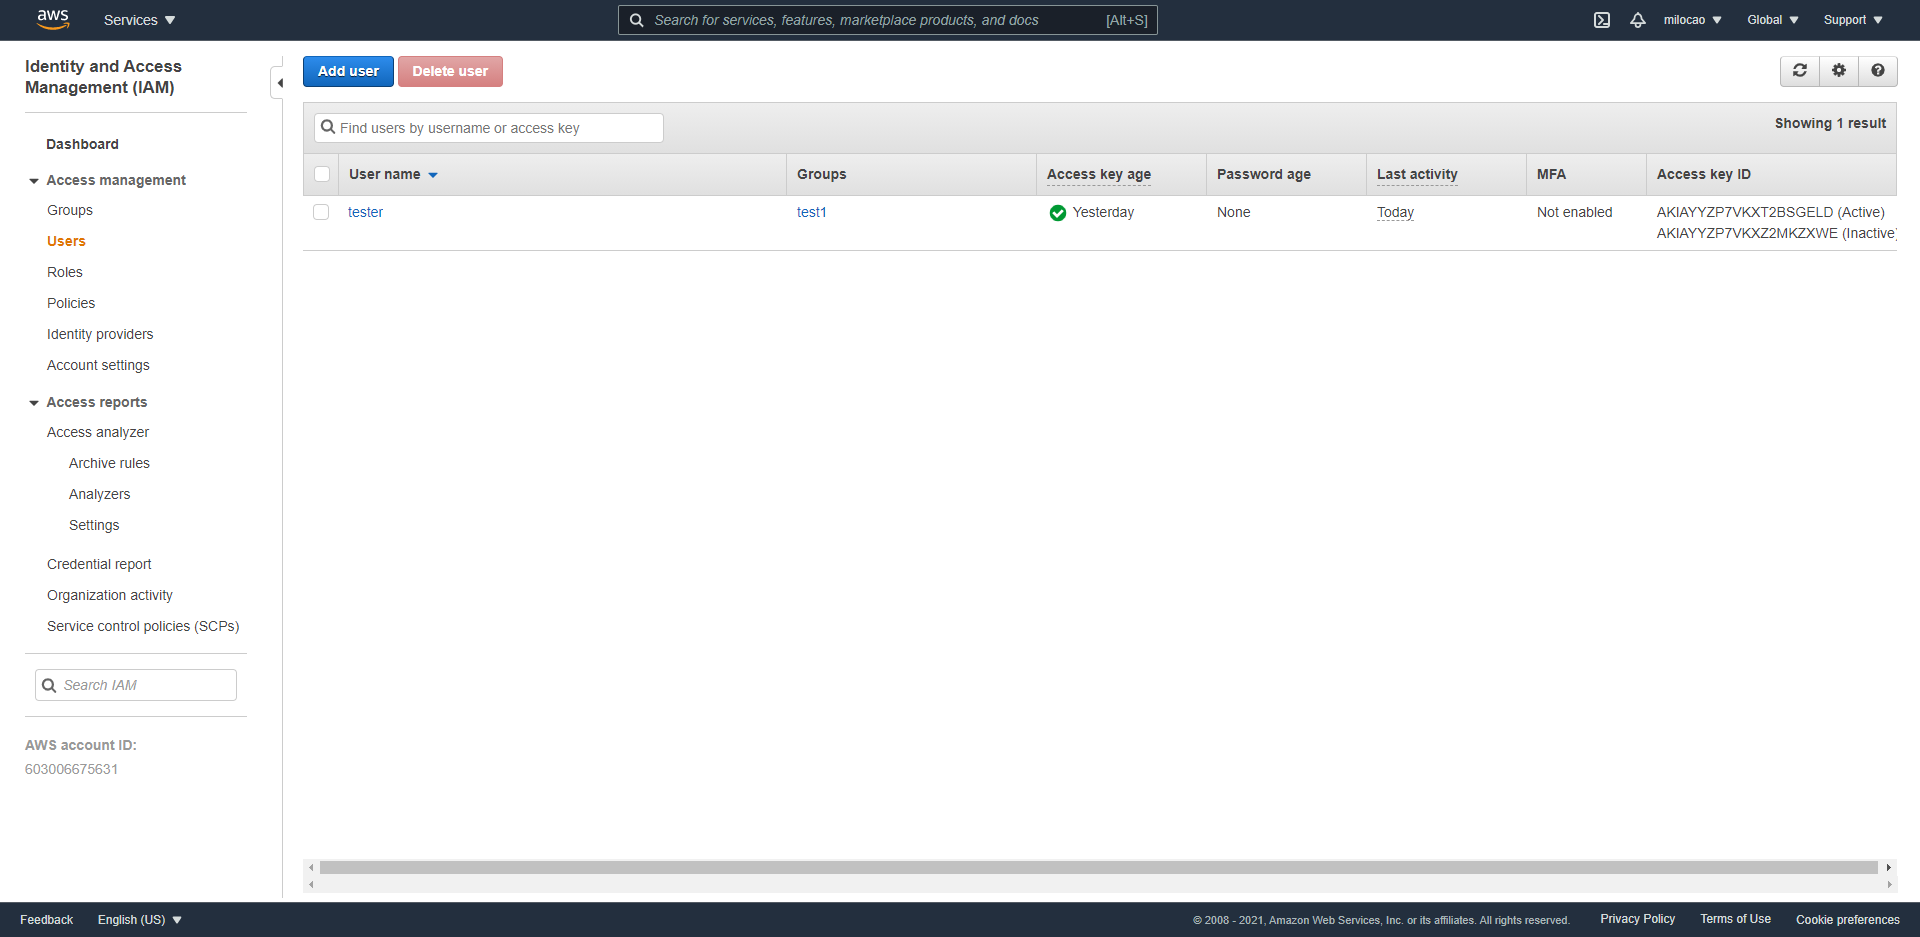 aws
Services
Search for services, features, marketplace products, and docs [Alt+S]
milocao
Global
Support
Identity and Access
Management (IAM)
Dashboard
Access management
Groups
Users
Roles
Policies
Identity providers
Account settings
Access reports
Access analyzer
Archive rules
Analyzers
Settings
Credential report
Organization activity
Service control policies (SCPs)
Search IAM
AWS account ID:
603006675631
Add user Delete user
Find users by username or access key
Showing 1 result
User name Groups Access key age Password age Last activity MFA Access key ID
tester test1 Yesterday None Today Not enabled AKIAYYZP7VKXT2BSGELD (Active)
AKIAYYZP7VKXZ2MKZXWE (Inactive)
Feedback English (US) © 2008 - 2021, Amazon Web Services, Inc. or its affiliates. All rights reserved. Privacy Policy Terms of Use Cookie preferences